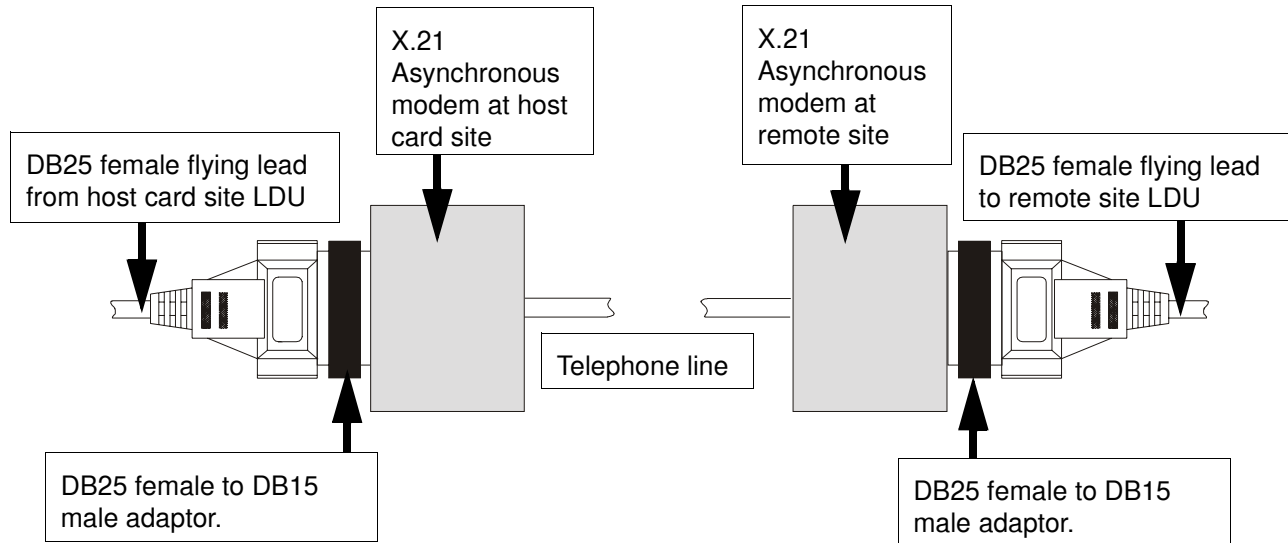 X.21
Asynchronous
modem at host
card site
X.21
Asynchronous
modem at
remote site
DB25 female flying lead
from host card site LDU
DB25 female flying lead
to remote site LDU
Telephone line
DB25 female to DB15
male adaptor.
DB25 female to DB15
male adaptor.